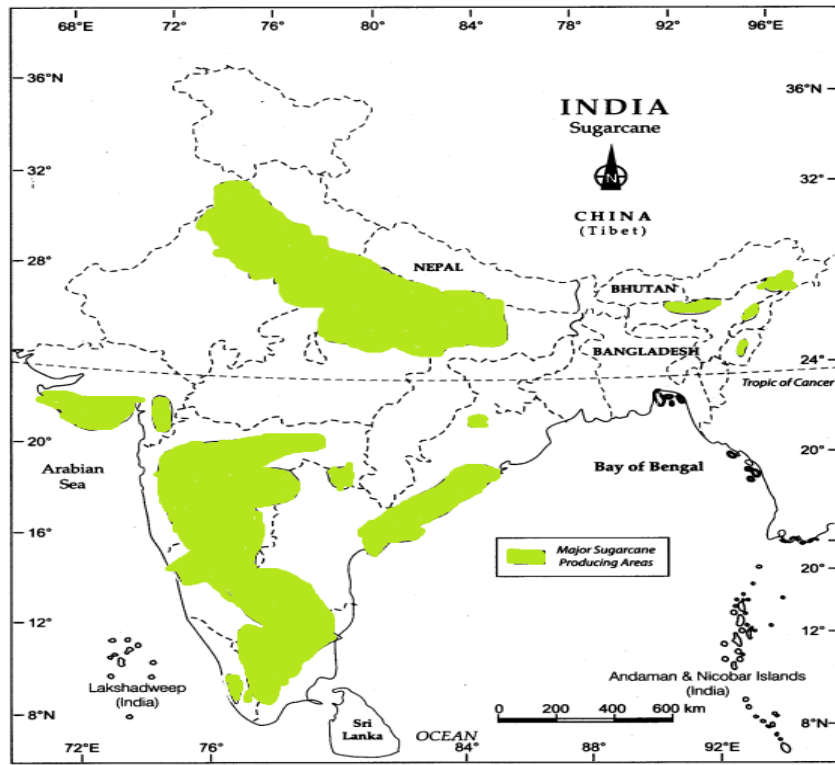 68°E 72° 76° 80° 84° 88° 92° 96°E
36°N
36°N
INDIA
Sugarcane
N
32°
32°
CHINA
(Tibet)
28°
NEPAL
28°
BHUTAN
BANGLADESH
24°
24°
Tropic of Cancer
20°
20°
Arabian
Sea
Bay of Bengal
16°
Major Sugarcane
Producing Areas
20°
12°
12°
Lakshadweep
(India)
Andaman & Nicobar Islands
(India)
8°N
Sri
Lanka
OCEAN
0 200 400 600 km
8°N
72°E 76° 84° 88° 92°E